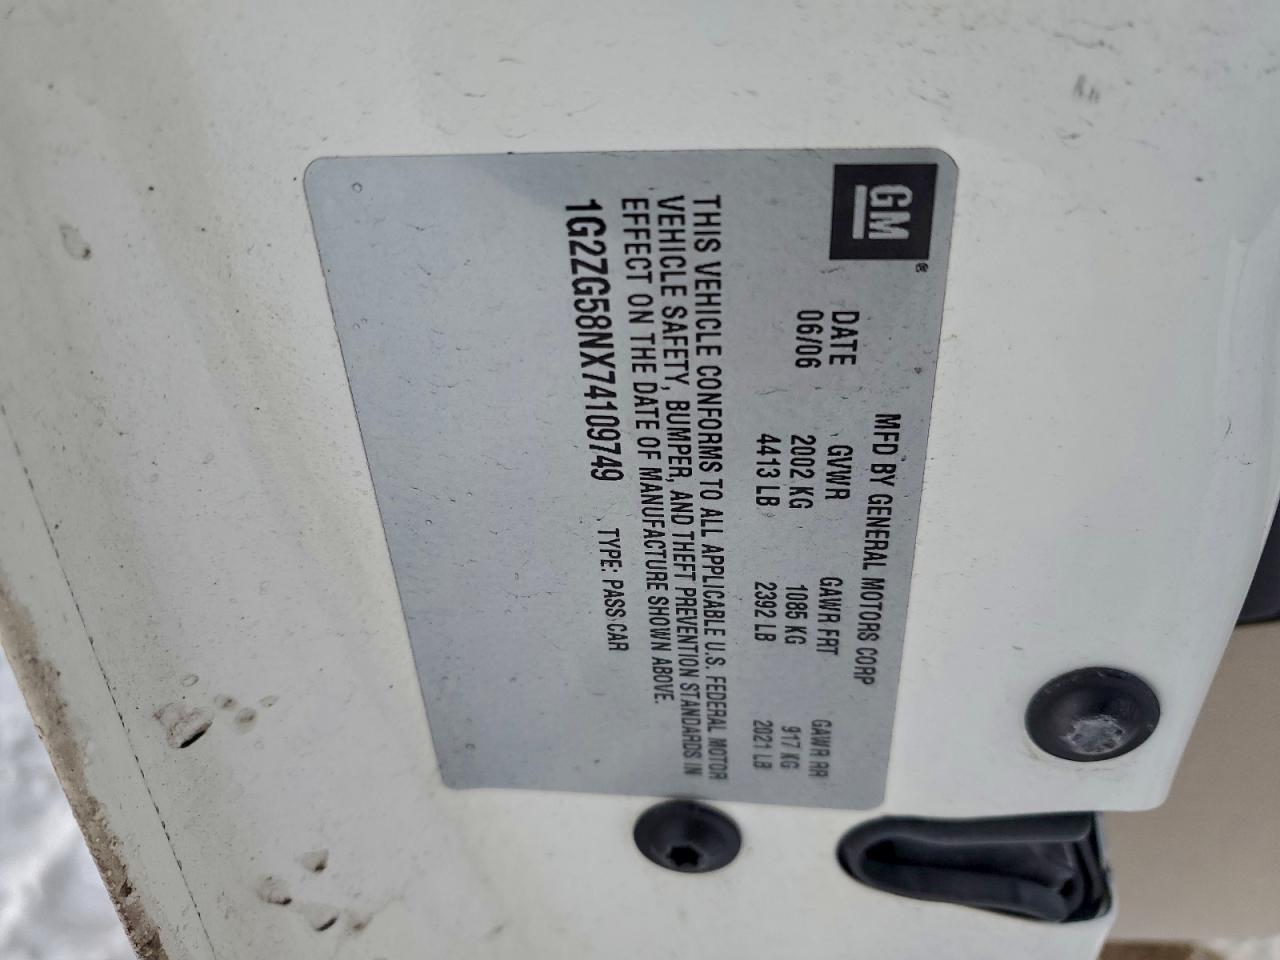 GM®
MFD BY GENERAL MOTORS CORP
DATE GVWR GAWR FRT GAWR RR
06/06 2002 KG 1085 KG 917 KG
4413 LB 2392 LB 2021 LB
THIS VEHICLE CONFORMS TO ALL APPLICABLE U.S. FEDERAL MOTOR
VEHICLE SAFETY, BUMPER, AND THEFT PREVENTION STANDARDS IN
EFFECT ON THE DATE OF MANUFACTURE SHOWN ABOVE.
1G2ZG58NX74109749 TYPE: PASS CAR